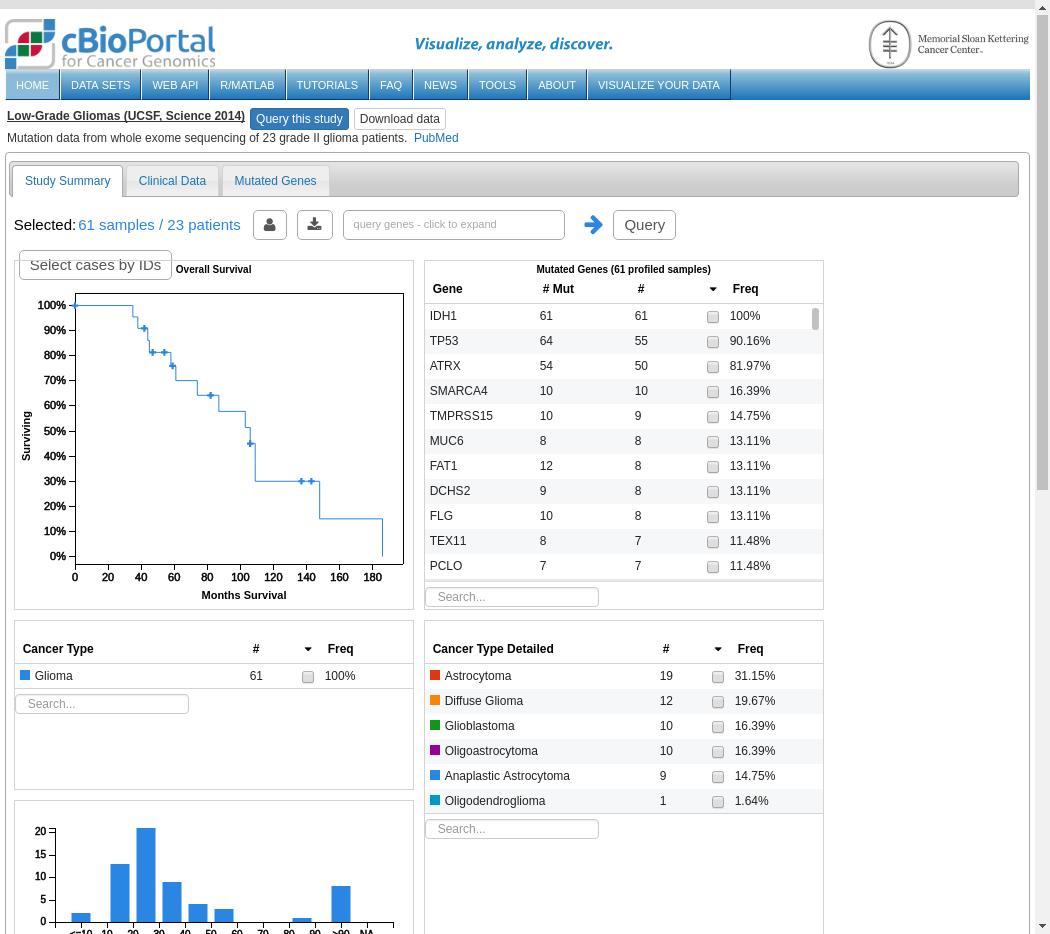 cBioPortal
for Cancer Genomics
Visualize, analyze, discover.
Memorial Sloan Kettering
Cancer Center
HOME DATA SETS WEB API R/MATLAB TUTORIALS FAQ NEWS TOOLS ABOUT VISUALIZE YOUR DATA
Low-Grade Gliomas (UCSF, Science 2014) Query this study Download data
Mutation data from whole exome sequencing of 23 grade II glioma patients. PubMed
Study Summary Clinical Data Mutated Genes
Selected: 61 samples / 23 patients query genes - click to expand Query
Select cases by IDs
Overall Survival
100%
90%
80%
70%
60%
50%
40%
30%
20%
10%
0%
Surviving
0 20 40 60 80 100 120 140 160 180
Months Survival
Mutated Genes (61 profiled samples)
Gene # Mut # Freq
IDH1 61 61 100%
TP53 64 55 90.16%
ATRX 54 50 81.97%
SMARCA4 10 10 16.39%
TMPRSS15 10 9 14.75%
MUC6 8 8 13.11%
FAT1 12 8 13.11%
DCHS2 9 8 13.11%
FLG 10 8 13.11%
TEX11 8 7 11.48%
PCLO 7 7 11.48%
Search...
Cancer Type # Freq
Glioma 61 100%
Search...
Cancer Type Detailed # Freq
Astrocytoma 19 31.15%
Diffuse Glioma 12 19.67%
Glioblastoma 10 16.39%
Oligoastrocytoma 10 16.39%
Anaplastic Astrocytoma 9 14.75%
Oligodendroglioma 1 1.64%
Search...
20
15
10
5
0
<=10 10 20 30 40 50 60 70 80 90 >90 NA